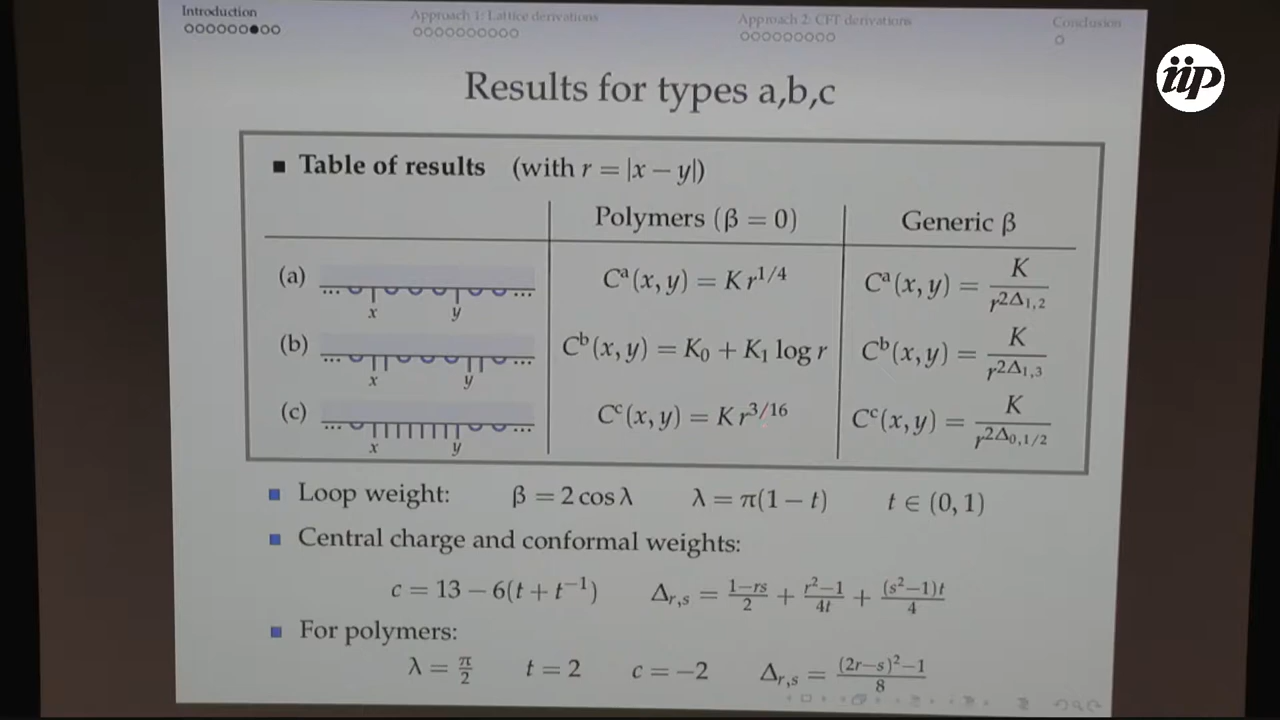 Introduction Approach 1: Lattice derivations Approach 2: CFT derivations Conclusion
iip
Results for types a,b,c
■ Table of results (with r = |x − y|)
Polymers (β = 0) Generic β
(a) ... x y ... Cᵃ(x, y) = K r^{1/4} Cᵃ(x, y) = K / r^{2Δ_{1,2}}
(b) ... x y ... Cᵇ(x, y) = K₀ + K₁ log r Cᵇ(x, y) = K / r^{2Δ_{1,3}}
(c) ... x y ... Cᶜ(x, y) = K r^{3/16} Cᶜ(x, y) = K / r^{2Δ_{0,1/2}}
■ Loop weight: β = 2 cos λ λ = π(1 − t) t ∈ (0, 1)
■ Central charge and conformal weights:
c = 13 − 6(t + t⁻¹) Δ_{r,s} = (1−rs)/2 + (r²−1)/4t + (s²−1)t/4
■ For polymers:
λ = π/2 t = 2 c = −2 Δ_{r,s} = ((2r−s)²−1)/8